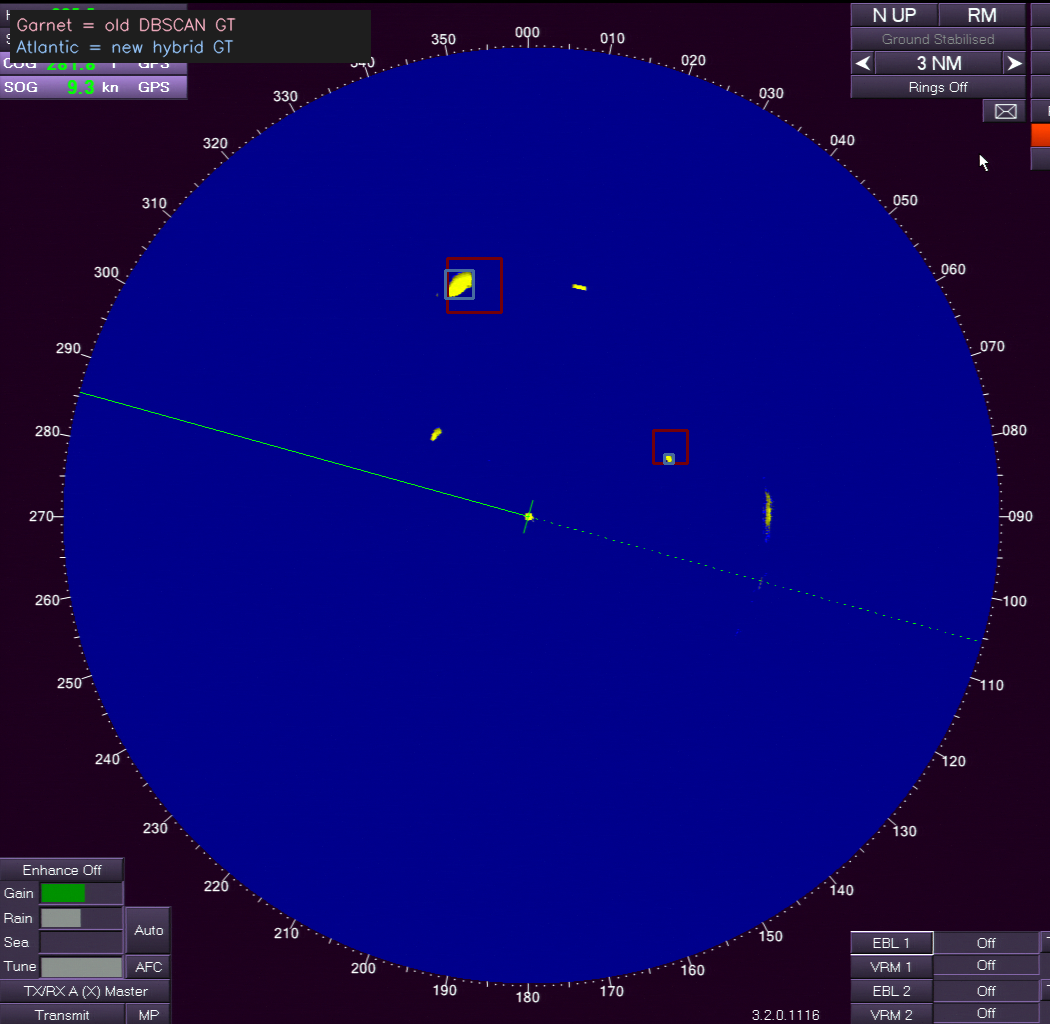 Garnet = old DBSCAN GT
Atlantic = new hybrid GT
GPS
SOG 9.3 kn GPS
N UP RM
Ground Stabilised
3 NM
Rings Off
350 000 010
020
330 030
320 040
310 050
300 060
290 070
280 080
270 090
260 100
250 110
240 120
230 130
220 140
210 150
200 160
190 180 170
Enhance Off
Gain
Rain
Sea
Tune
Auto
AFC
TX/RX A (X) Master
Transmit MP
3.2.0.1116
EBL 1 Off
VRM 1 Off
EBL 2 Off
VRM 2 Off